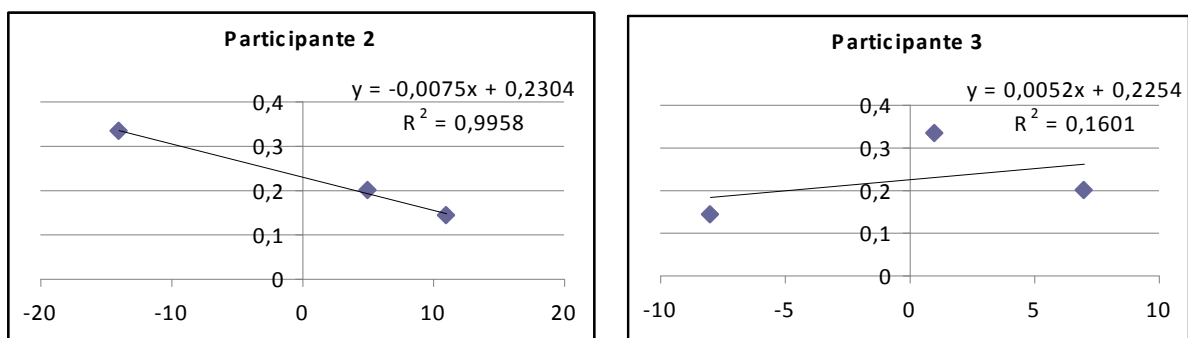 Participante 2
y = -0,0075x + 0,2304
R² = 0,9958
0,4
0,3
0,2
0,1
0
-20 -10 0 10 20
Participante 3
y = 0,0052x + 0,2254
R² = 0,1601
0,4
0,3
0,2
0,1
0
-10 -5 0 5 10